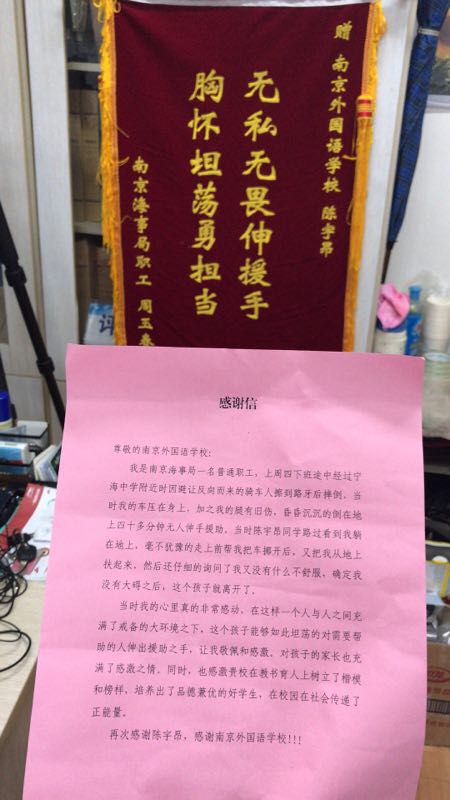 赠 南京外国语学校 陈宇昂
无私无畏伸援手
胸怀坦荡勇担当
南京海事局职工 周玉春
评
感谢信
尊敬的南京外国语学校:
我是南京海事局一名普通职工，上周四下班途中经过宁
海中学附近时因避让反向而来的骑车人擦到路牙后摔倒，当
时我的车压在身上，加之我的腿有旧伤，昏昏沉沉的倒在地
上四十多分钟无人伸手援助，当时陈宇昂同学路过看到我躺
在地上，毫不犹豫的走上前帮我把车挪开后，又把我从地上
扶起来，然后还仔细的询问了我又没有什么不舒服，确定我
没有大碍之后，这个孩子就离开了。
当时我的心里真的非常感动，在这样一个人与人之间充
满了戒备的大环境之下，这个孩子能够如此坦荡的对需要帮
助的人伸出援助之手，让我敬佩和感激。对孩子的家长也充
满了感激之情。同时，也感激贵校在教书育人上树立了楷模
和榜样，培养出了品德兼优的好学生，在校园在社会传递了
正能量。
再次感谢陈宇昂，感谢南京外国语学校!!!